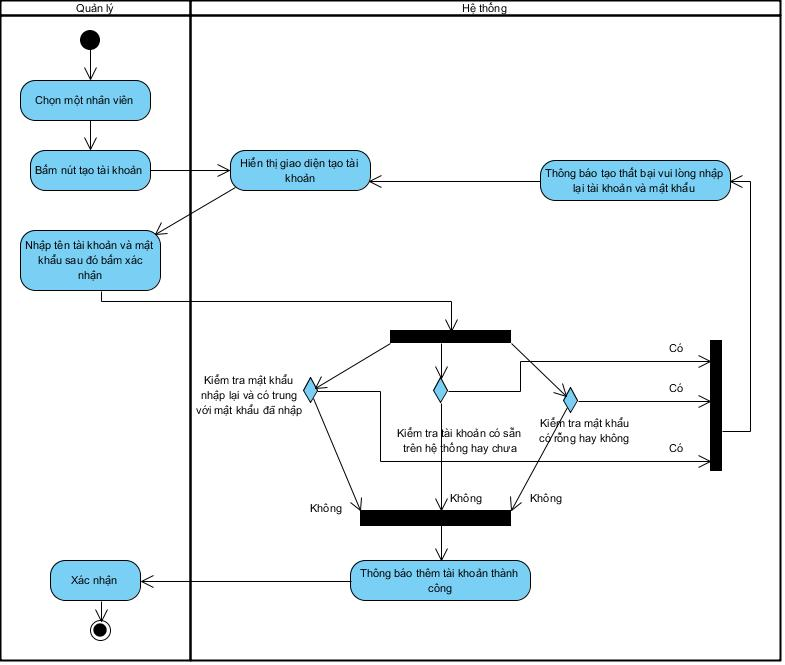 Quản lý
Hệ thống
Chọn một nhân viên
Bấm nút tạo tài khoản
Hiển thị giao diện tạo tài
khoản
Thông báo tạo thất bại vui lòng nhập
lại tài khoản và mật khẩu
Nhập tên tài khoản và mật
khẩu sau đó bấm xác
nhận
Kiểm tra mật khẩu
nhập lại và có trung
với mật khẩu đã nhập
Có
Có
Kiểm tra mật khẩu
có rỗng hay không
Kiểm tra tài khoản có sẵn
trên hệ thống hay chưa
Có
Không
Không
Không
Thông báo thêm tài khoản thành
công
Xác nhận